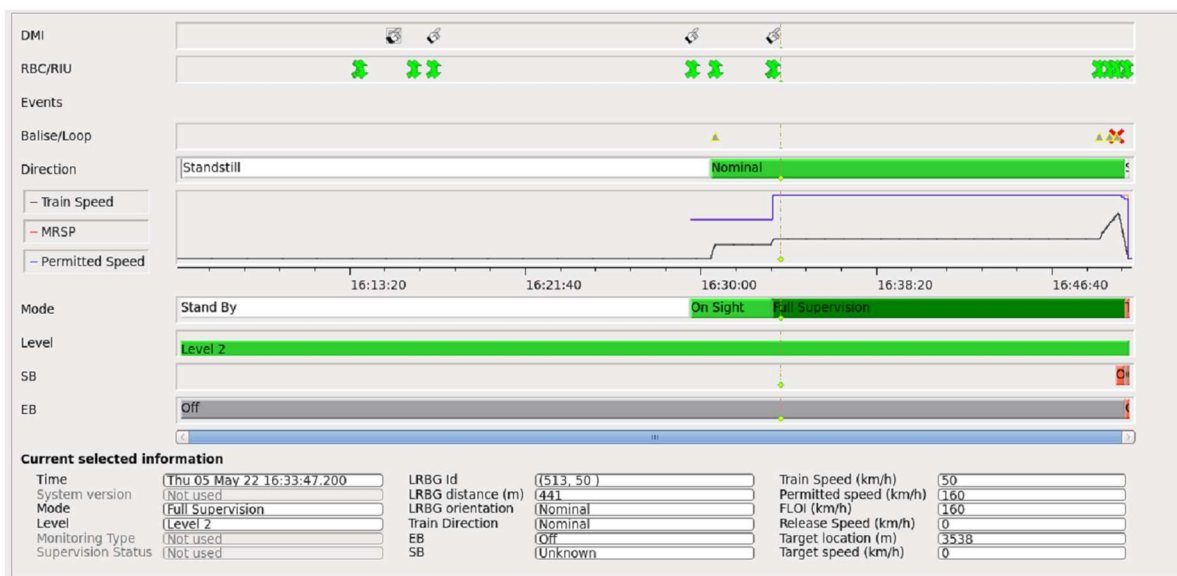 DMI
RBC/RIU
Events
Balise/Loop
Direction Standstill Nominal
– Train Speed
– MRSP
– Permitted Speed
16:13:20 16:21:40 16:30:00 16:38:20 16:46:40
Mode Stand By On Sight Full Supervision
Level Level 2
SB
EB Off
Current selected information
Time Thu 05 May 22 16:33:47.200 LRBG Id (513, 50 ) Train Speed (km/h) 50
System version Not used LRBG distance (m) 441 Permitted speed (km/h) 160
Mode Full Supervision LRBG orientation Nominal FLOI (km/h) 160
Level Level 2 Train Direction Nominal Release Speed (km/h) 0
Monitoring Type Not used EB Off Target location (m) 3538
Supervision Status Not used SB Unknown Target speed (km/h) 0